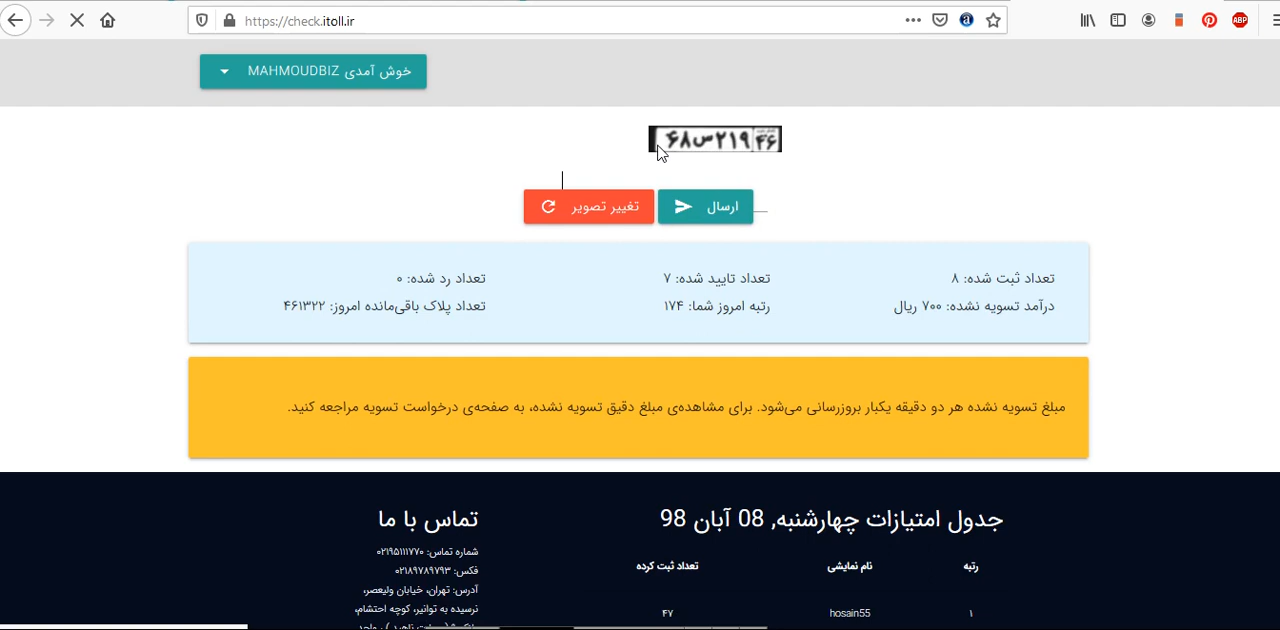 https://check.itoll.ir
ABP
خوش آمدی MAHMOUDBIZ
۶۸س۲۱۹ ۴۶
ارسال
تغییر تصویر
تعداد ثبت شده: ۸
تعداد تایید شده: ۷
تعداد رد شده: ۰
درآمد تسویه نشده: ۷۰۰ ریال
رتبه امروز شما: ۱۷۴
تعداد پلاک باقی‌مانده امروز: ۴۶۱۳۲۲
مبلغ تسویه نشده هر دو دقیقه یکبار بروزرسانی می‌شود. برای مشاهده‌ی مبلغ دقیق تسویه نشده، به صفحه‌ی درخواست تسویه مراجعه کنید.
جدول امتیازات چهارشنبه, 08 آبان 98
رتبه نام نمایشی تعداد ثبت کرده
۱ hosain55 ۴۷
تماس با ما
شماره تماس: ۰۲۱۹۵۱۱۱۷۷۰
فکس: ۰۲۱۸۹۷۸۹۷۹۳
آدرس: تهران، خیابان ولیعصر،
نرسیده به توانیر، کوچه احتشام،